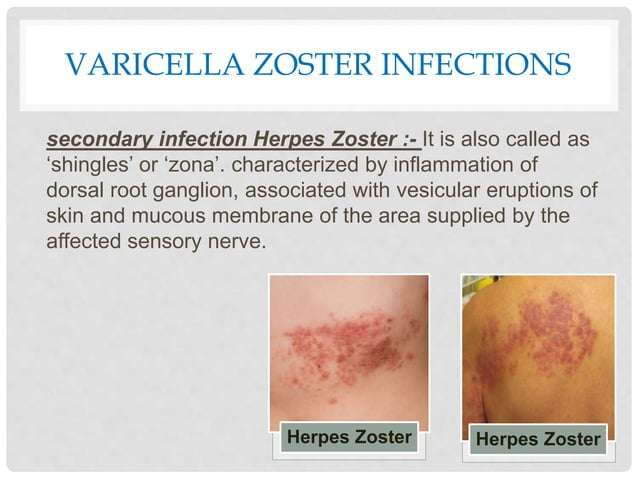 VARICELLA ZOSTER INFECTIONS
secondary infection Herpes Zoster :- It is also called as
‘shingles’ or ‘zona’. characterized by inflammation of
dorsal root ganglion, associated with vesicular eruptions of
skin and mucous membrane of the area supplied by the
affected sensory nerve.
Herpes Zoster
Herpes Zoster